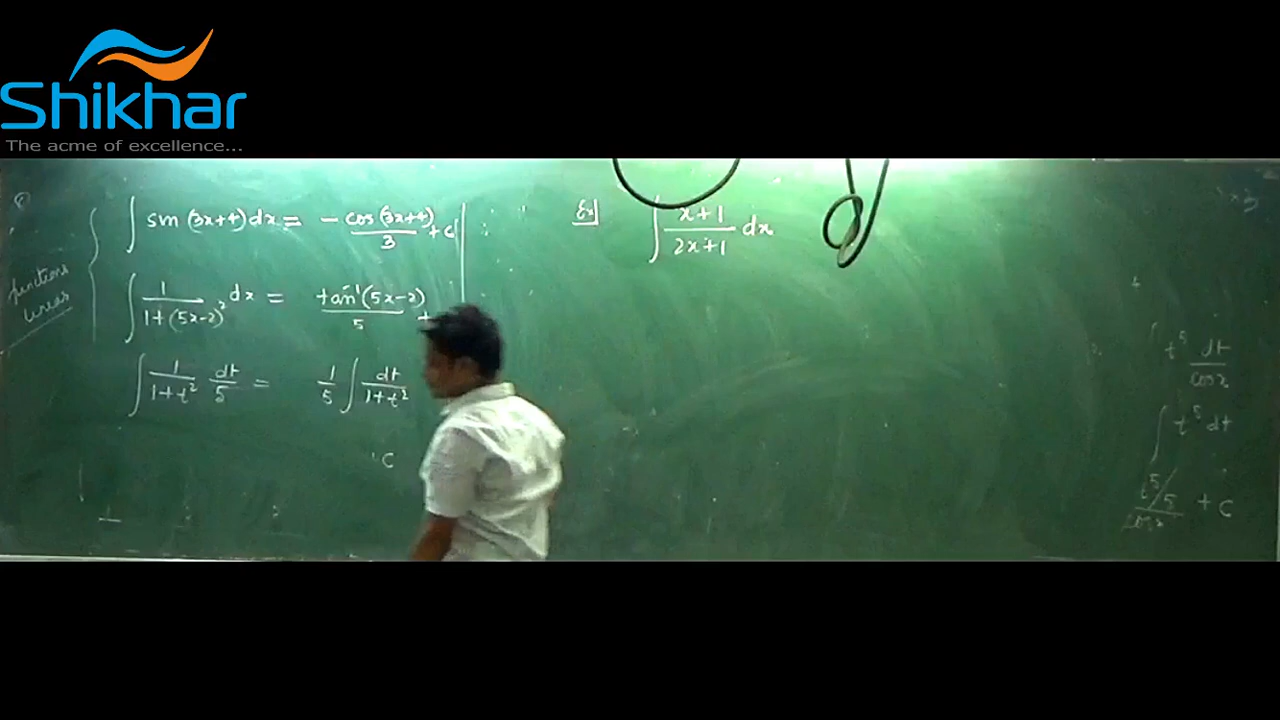 Shikhar
The acme of excellence...
functions
∫ sin (3x+4) dx = - cos (3x+4)/3 + c
∫ 1/(1+(5x-2)²) dx = tan⁻¹(5x-2)/5 +
∫ 1/(1+t²) dt/5 = 1/5 ∫ dt/(1+t²)
c
Ex
∫ (x+1)/(2x+1) dx
t⁵ dt/cosx
∫ t⁵ dt
+ c